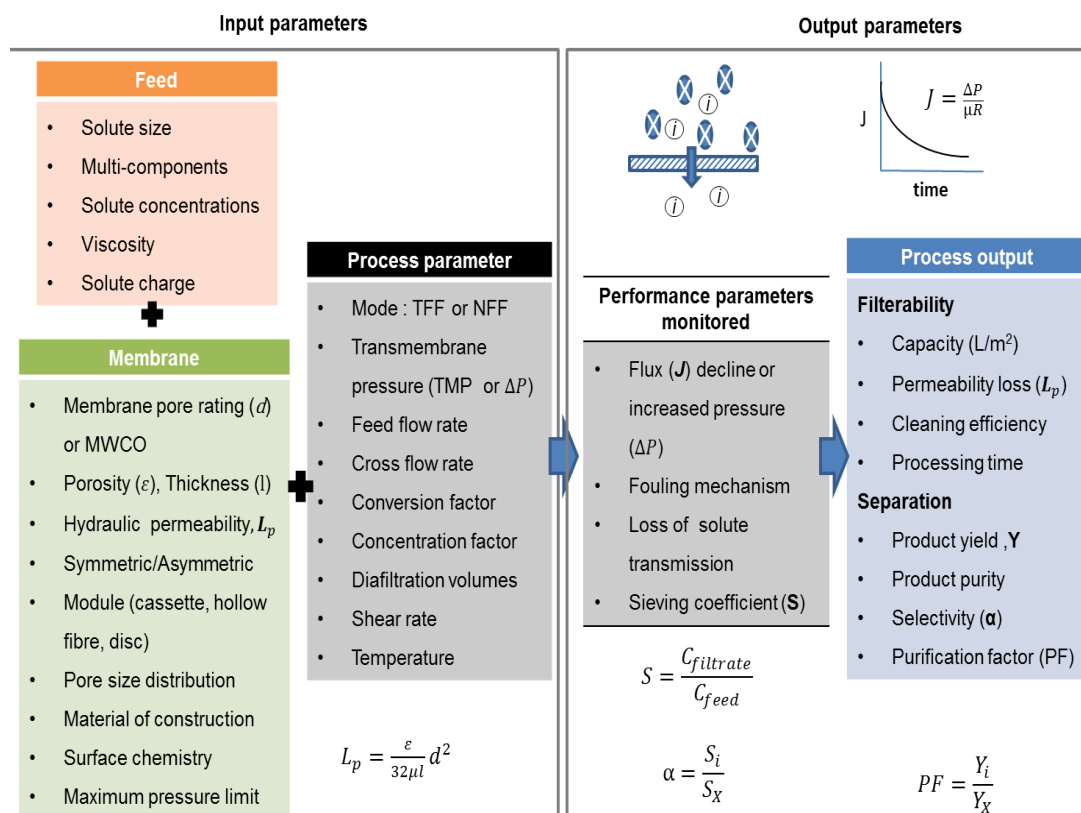 Input parameters
Output parameters
Feed
• Solute size
• Multi-components
• Solute concentrations
• Viscosity
• Solute charge
Membrane
• Membrane pore rating (d)
or MWCO
• Porosity (ε), Thickness (l)
• Hydraulic permeability, Lₚ
• Symmetric/Asymmetric
• Module (cassette, hollow
fibre, disc)
• Pore size distribution
• Material of construction
• Surface chemistry
• Maximum pressure limit
Process parameter
• Mode : TFF or NFF
• Transmembrane
pressure (TMP or ΔP)
• Feed flow rate
• Cross flow rate
• Conversion factor
• Concentration factor
• Diafiltration volumes
• Shear rate
• Temperature
Lₚ = ε/32μl d²
i
i
i
i
J
J = ΔP/μR
time
Performance parameters
monitored
• Flux (J) decline or
increased pressure
(ΔP)
• Fouling mechanism
• Loss of solute
transmission
• Sieving coefficient (S)
S = C_filtrate/C_feed
α = S_i/S_X
Process output
Filterability
• Capacity (L/m²)
• Permeability loss (Lₚ)
• Cleaning efficiency
• Processing time
Separation
• Product yield ,Y
• Product purity
• Selectivity (α)
• Purification factor (PF)
PF = Y_i/Y_X